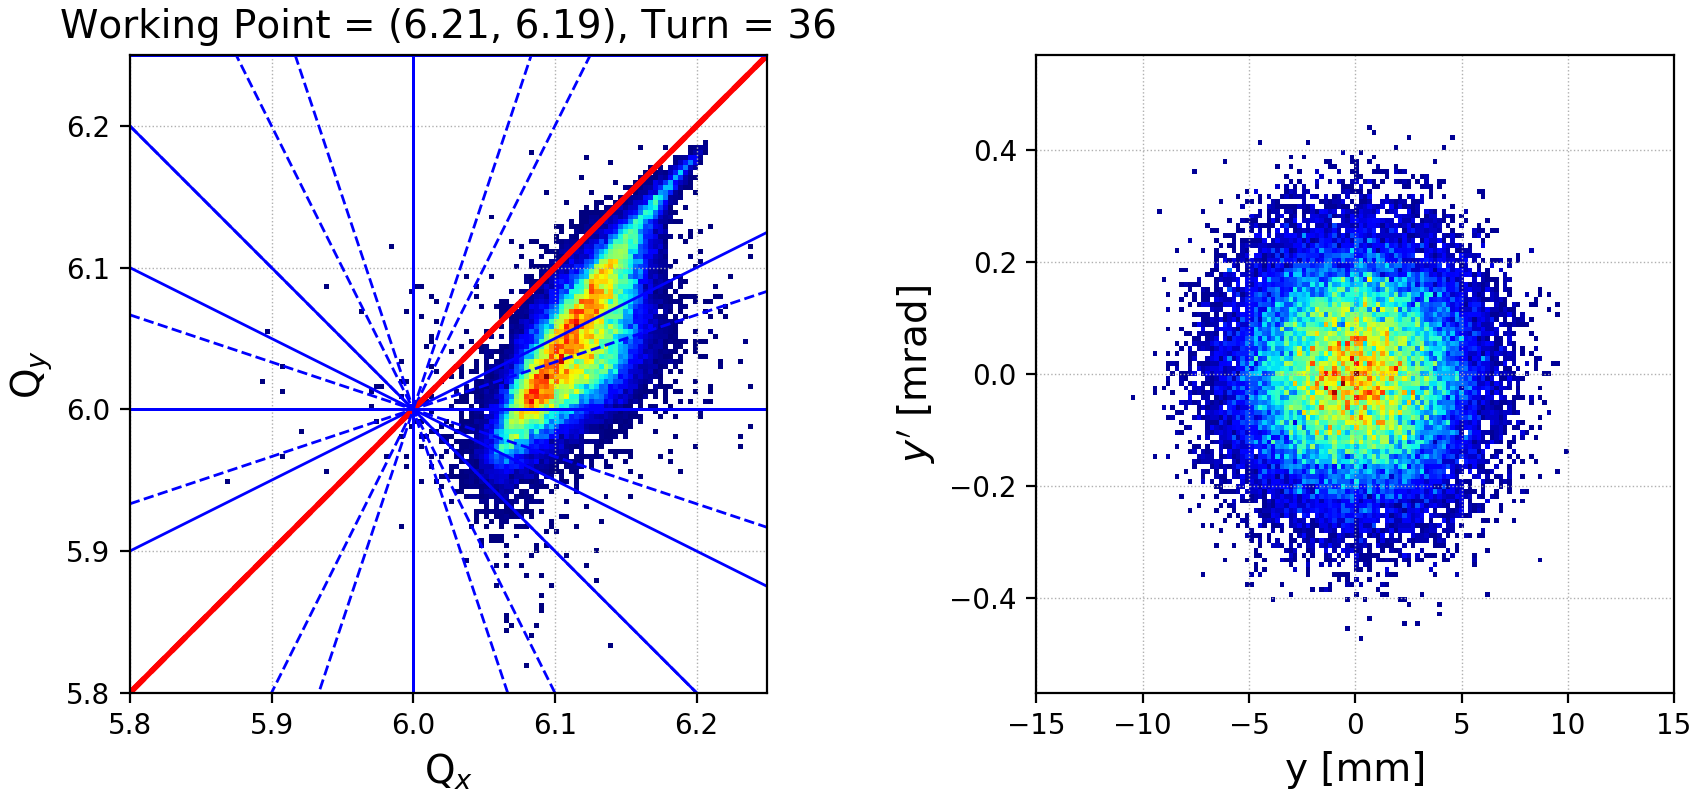 Working Point = (6.21, 6.19), Turn = 36
6.2
6.1
6.0
5.9
5.8
Q_y
5.8 5.9 6.0 6.1 6.2
Q_x
0.4
0.2
0.0
−0.2
−0.4
y′ [mrad]
−15 −10 −5 0 5 10 15
y [mm]